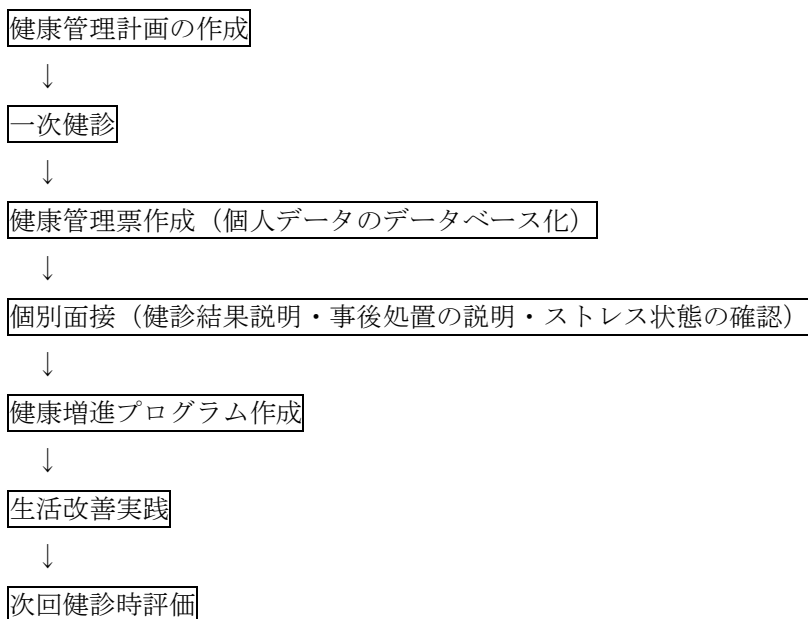 健康管理計画の作成
↓
一次健診
↓
健康管理票作成（個人データのデータベース化）
↓
個別面接（健診結果説明・事後処置の説明・ストレス状態の確認）
↓
健康増進プログラム作成
↓
生活改善実践
↓
次回健診時評価